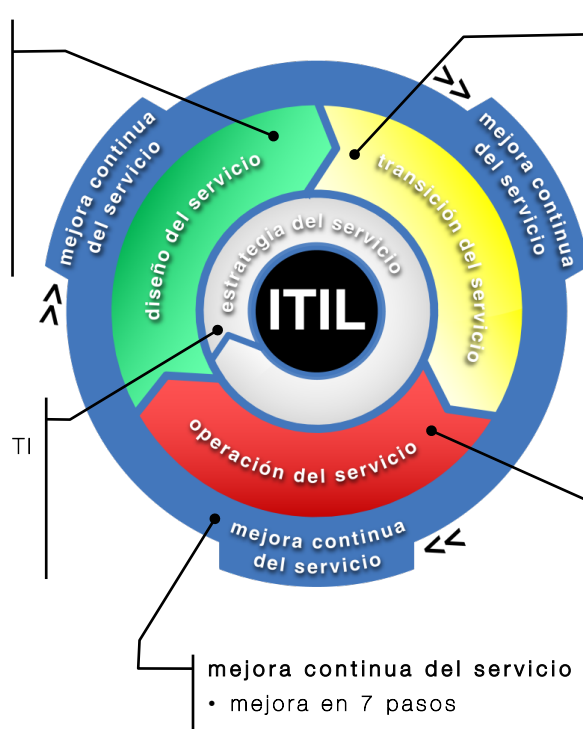 mejora continua
del servicio
mejora continua
del servicio
diseño del servicio
transición del servicio
estrategia del servicio
ITIL
TI
operación del servicio
mejora continua
del servicio
mejora continua del servicio
• mejora en 7 pasos